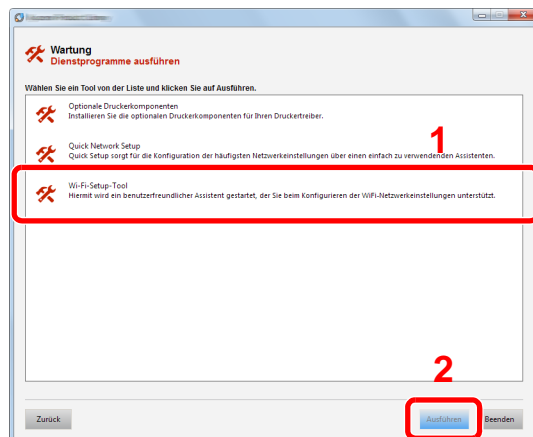 Wartung
Dienstprogramme ausführen
Wählen Sie ein Tool von der Liste und klicken Sie auf Ausführen.
Optionale Druckerkomponenten
Installieren Sie die optionalen Druckerkomponenten für Ihren Druckertreiber.
1
Quick Network Setup
Quick Setup sorgt für die Konfiguration der häufigsten Netzwerkeinstellungen über einen einfach zu verwendenden Assistenten.
Wi-Fi-Setup-Tool
Hiermit wird ein benutzerfreundlicher Assistent gestartet, der Sie beim Konfigurieren der WiFi-Netzwerkeinstellungen unterstützt.
2
Zurück
Ausführen
Beenden